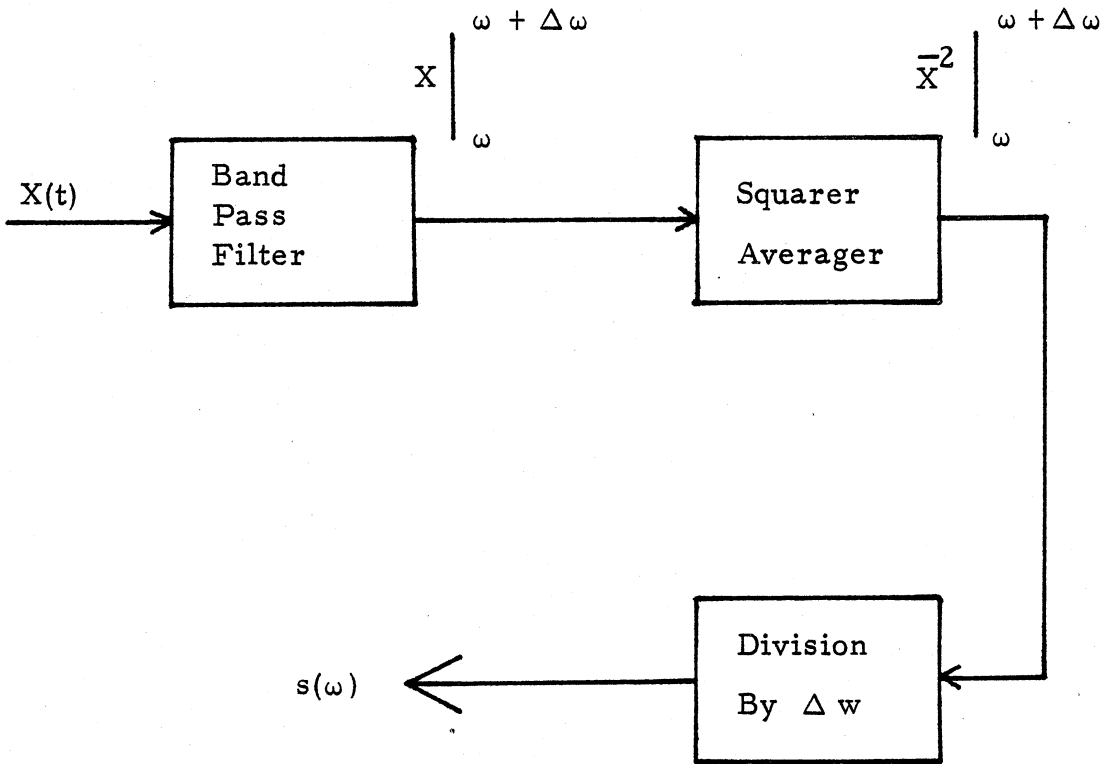 ω + Δω
X
ω
ω + Δω
X̄²
ω
X(t)
Band
Pass
Filter
Squarer
Averager
Division
By Δ w
s(ω)